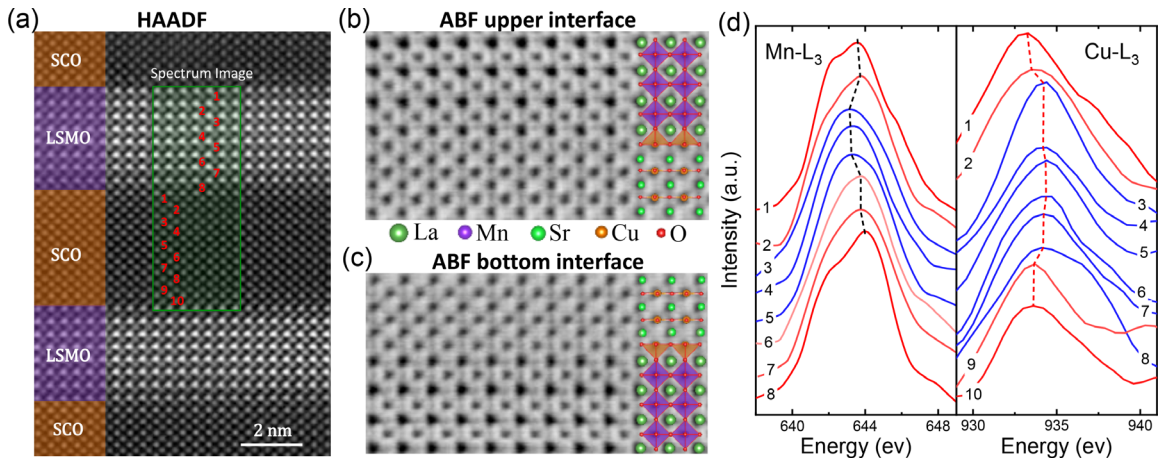 (a)
HAADF
SCO
LSMO
SCO
LSMO
SCO
Spectrum Image
1
2
3
4
5
6
7
8
1
2
3
4
5
6
7
8
9
10
2 nm
(b)
ABF upper interface
La Mn Sr Cu O
(c)
ABF bottom interface
(d)
Intensity (a.u.)
Mn-L3
1
2
3
4
5
6
7
8
640 644 648
Energy (ev)
Cu-L3
1
2
3
4
5
6
7
8
9
10
930 935 940
Energy (ev)